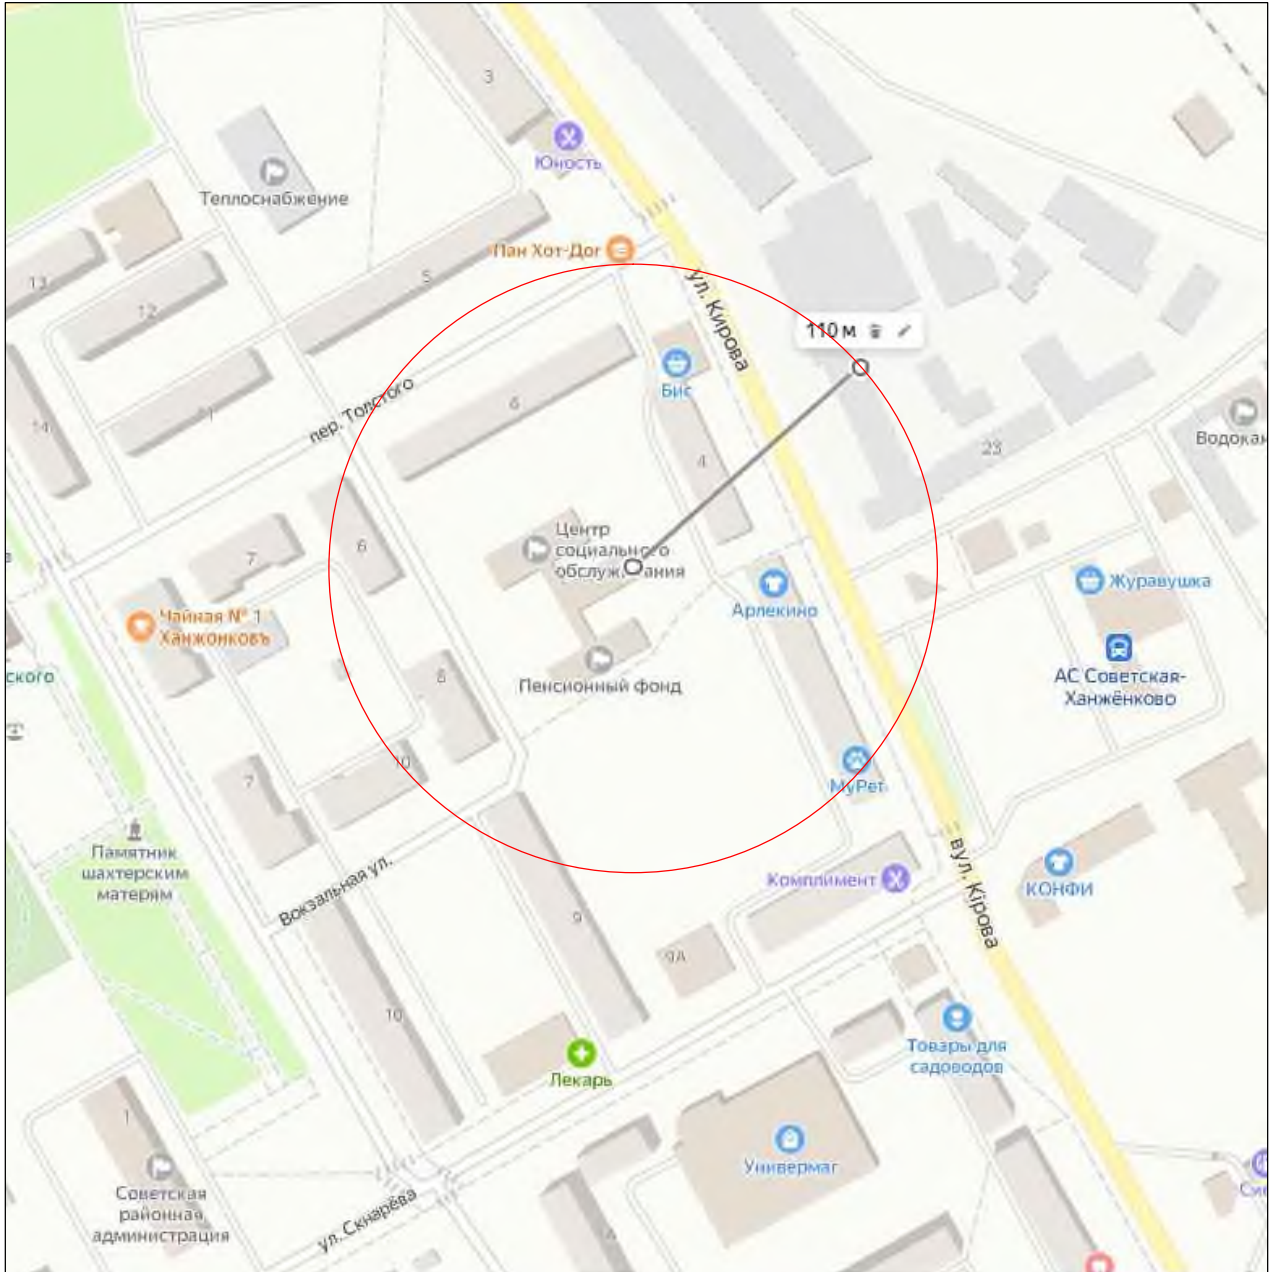 3
Юность
Теплоснабжение
Пан Хот-Дог
13
5
12
ул. Кирова
110 м
Бис
пер. Толстого
6
11
14
4
23
Водокан
Центр
социального
обслуж
ания
6
7
Журавушка
Арлекино
Чайная № 1
Ханжонковъ
АС Советская-
Ханжёнково
ского
8
Пенсионный фонд
10
7
MyPet
Памятник
шахтерским
матерям
вул. Кірова
Комплимент
КОНФИ
Вокзальная ул.
9
9А
10
Товары для
садоводов
Лекарь
1
Универмаг
Советская
районная
администрация
ул. Скнарёва